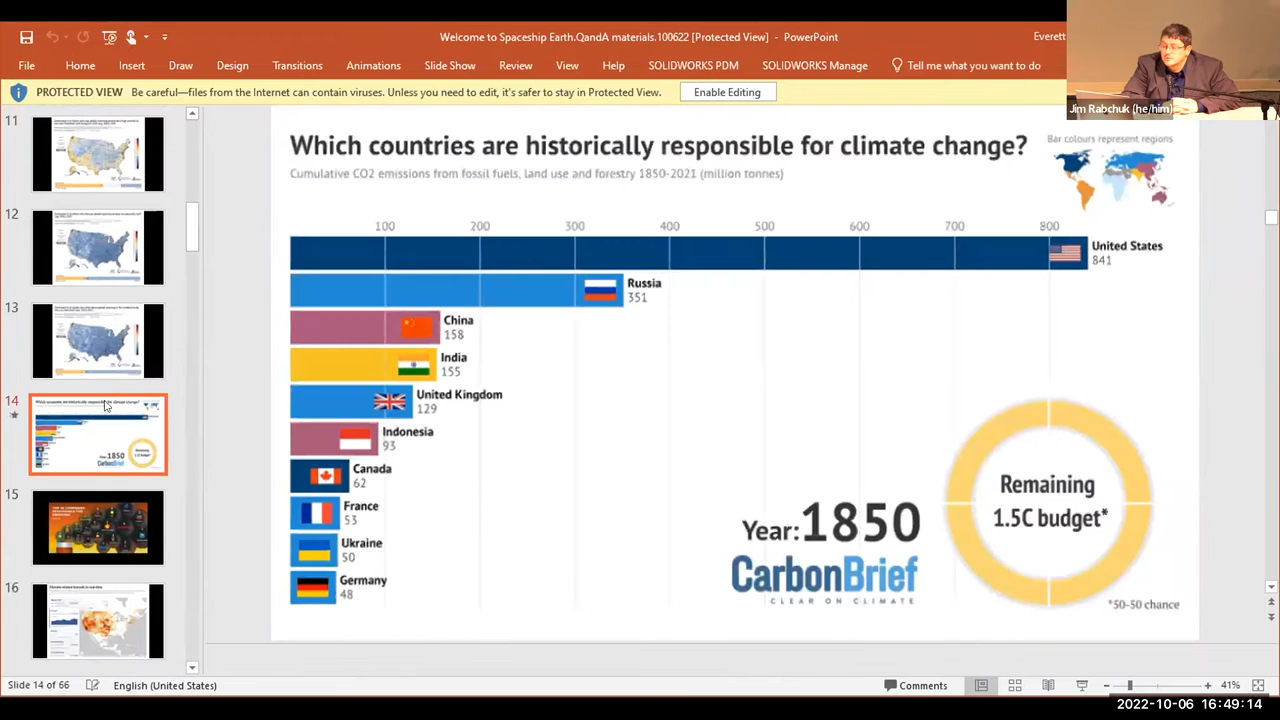 Welcome to Spaceship Earth.QandA materials.100622 [Protected View] - PowerPoint
Everett
File Home Insert Draw Design Transitions Animations Slide Show Review View Help SOLIDWORKS PDM SOLIDWORKS Manage Tell me what you want to do
PROTECTED VIEW Be careful—files from the Internet can contain viruses. Unless you need to edit, it's safer to stay in Protected View. Enable Editing
Jim Rabchuk (he/him)
11
12
13
14
15
16
Which countries are historically responsible for climate change?
Cumulative CO2 emissions from fossil fuels, land use and forestry 1850-2021 (million tonnes)
Bar colours represent regions
100 200 300 400 500 600 700 800
United States
841
Russia
351
China
158
India
155
United Kingdom
129
Indonesia
93
Canada
62
France
53
Ukraine
50
Germany
48
Year:1850
CarbonBrief
CLEAR ON CLIMATE
Remaining
1.5C budget*
*50-50 chance
Slide 14 of 66 English (United States) Comments 41%
2022-10-06 16:49:14